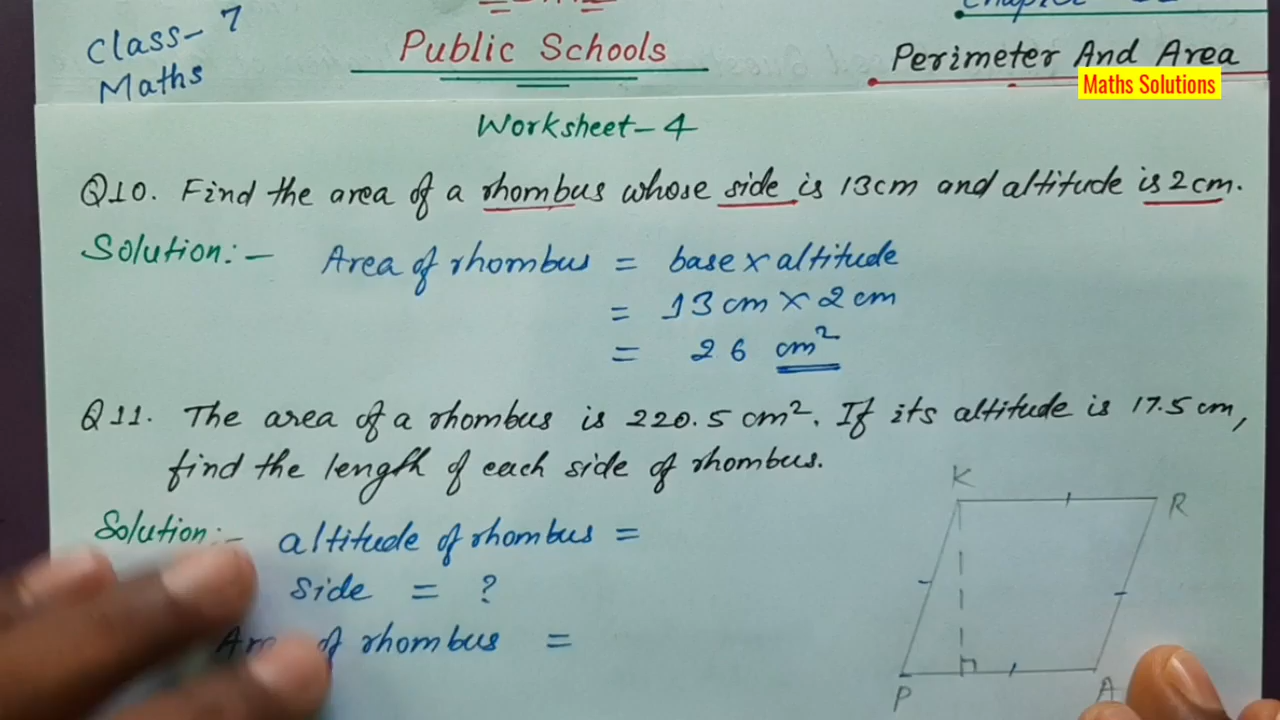 Class-7
Maths
Public Schools
Perimeter And Area
Maths Solutions
Worksheet-4
Q10. Find the area of a rhombus whose side is 13cm and altitude is 2cm.
Solution:- Area of rhombus = base x altitude
= 13 cm x 2 cm
= 26 cm²
Q11. The area of a rhombus is 220.5 cm². If its altitude is 17.5 cm,
find the length of each side of rhombus.
Solution:- altitude of rhombus =
Side = ?
of rhombus =
K
R
P
A